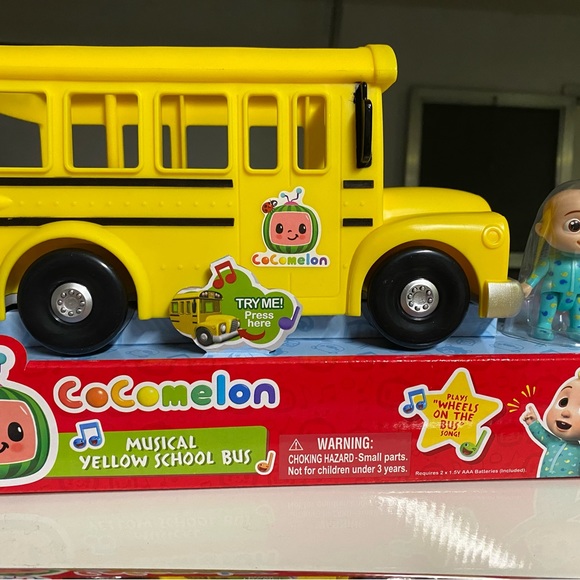 CoComelon
TRY ME!
Press
here
CoComelon
MUSICAL
YELLOW SCHOOL BUS
WARNING:
CHOKING HAZARD-Small parts.
Not for children under 3 years.
PLAYS
"WHEELS
ON THE
BUS"
SONG!
Requires 2 x 1.5V AAA Batteries (Included).